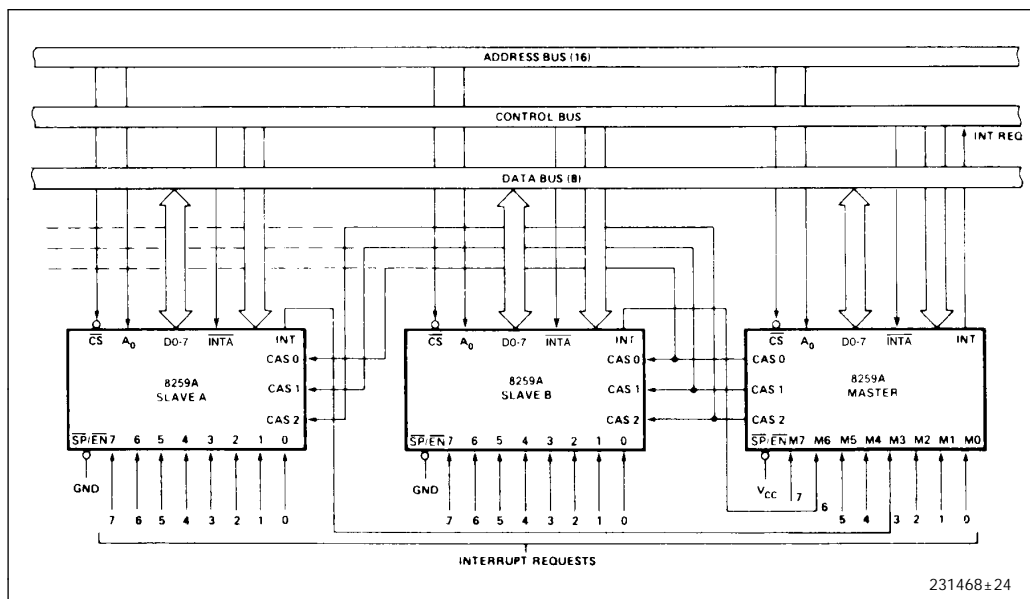 ADDRESS BUS (16)
CONTROL BUS
INT REQ
DATA BUS (8)
CS A0 D0-7 INTA INT
CAS 0
8259A
SLAVE A
CAS 1
CAS 2
SP/EN 7 6 5 4 3 2 1 0
GND
7 6 5 4 3 2 1 0
CS A0 D0-7 INTA INT
CAS 0
8259A
SLAVE B
CAS 1
CAS 2
SP/EN 7 6 5 4 3 2 1 0
GND
7 6 5 4 3 2 1 0
CS A0 D0-7 INTA INT
CAS 0
8259A
MASTER
CAS 1
CAS 2
SP/EN M7 M6 M5 M4 M3 M2 M1 M0
VCC
7 6 5 4 3 2 1 0
INTERRUPT REQUESTS
231468±24